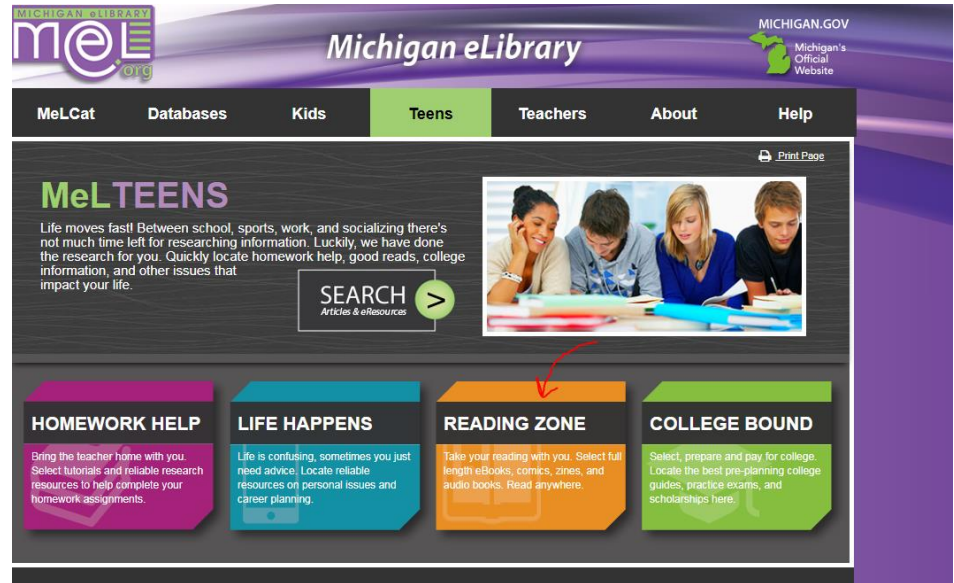 MICHIGAN eLIBRARY
meL
.org
Michigan eLibrary
MICHIGAN.GOV
Michigan's
Official
Website
MeLCat Databases Kids Teens Teachers About Help
Print Page
MeLTEENS
Life moves fast! Between school, sports, work, and socializing there's
not much time left for researching information. Luckily, we have done
the research for you. Quickly locate homework help, good reads, college
information, and other issues that
impact your life.
SEARCH >
Articles & eResources
HOMEWORK HELP
Bring the teacher home with you.
Select tutorials and reliable research
resources to help complete your
homework assignments.
LIFE HAPPENS
Life is confusing, sometimes you just
need advice. Locate reliable
resources on personal issues and
career planning.
READING ZONE
Take your reading with you. Select full
length eBooks, comics, zines, and
audio books. Read anywhere.
COLLEGE BOUND
Select, prepare and pay for college.
Locate the best pre-planning college
guides, practice exams, and
scholarships here.